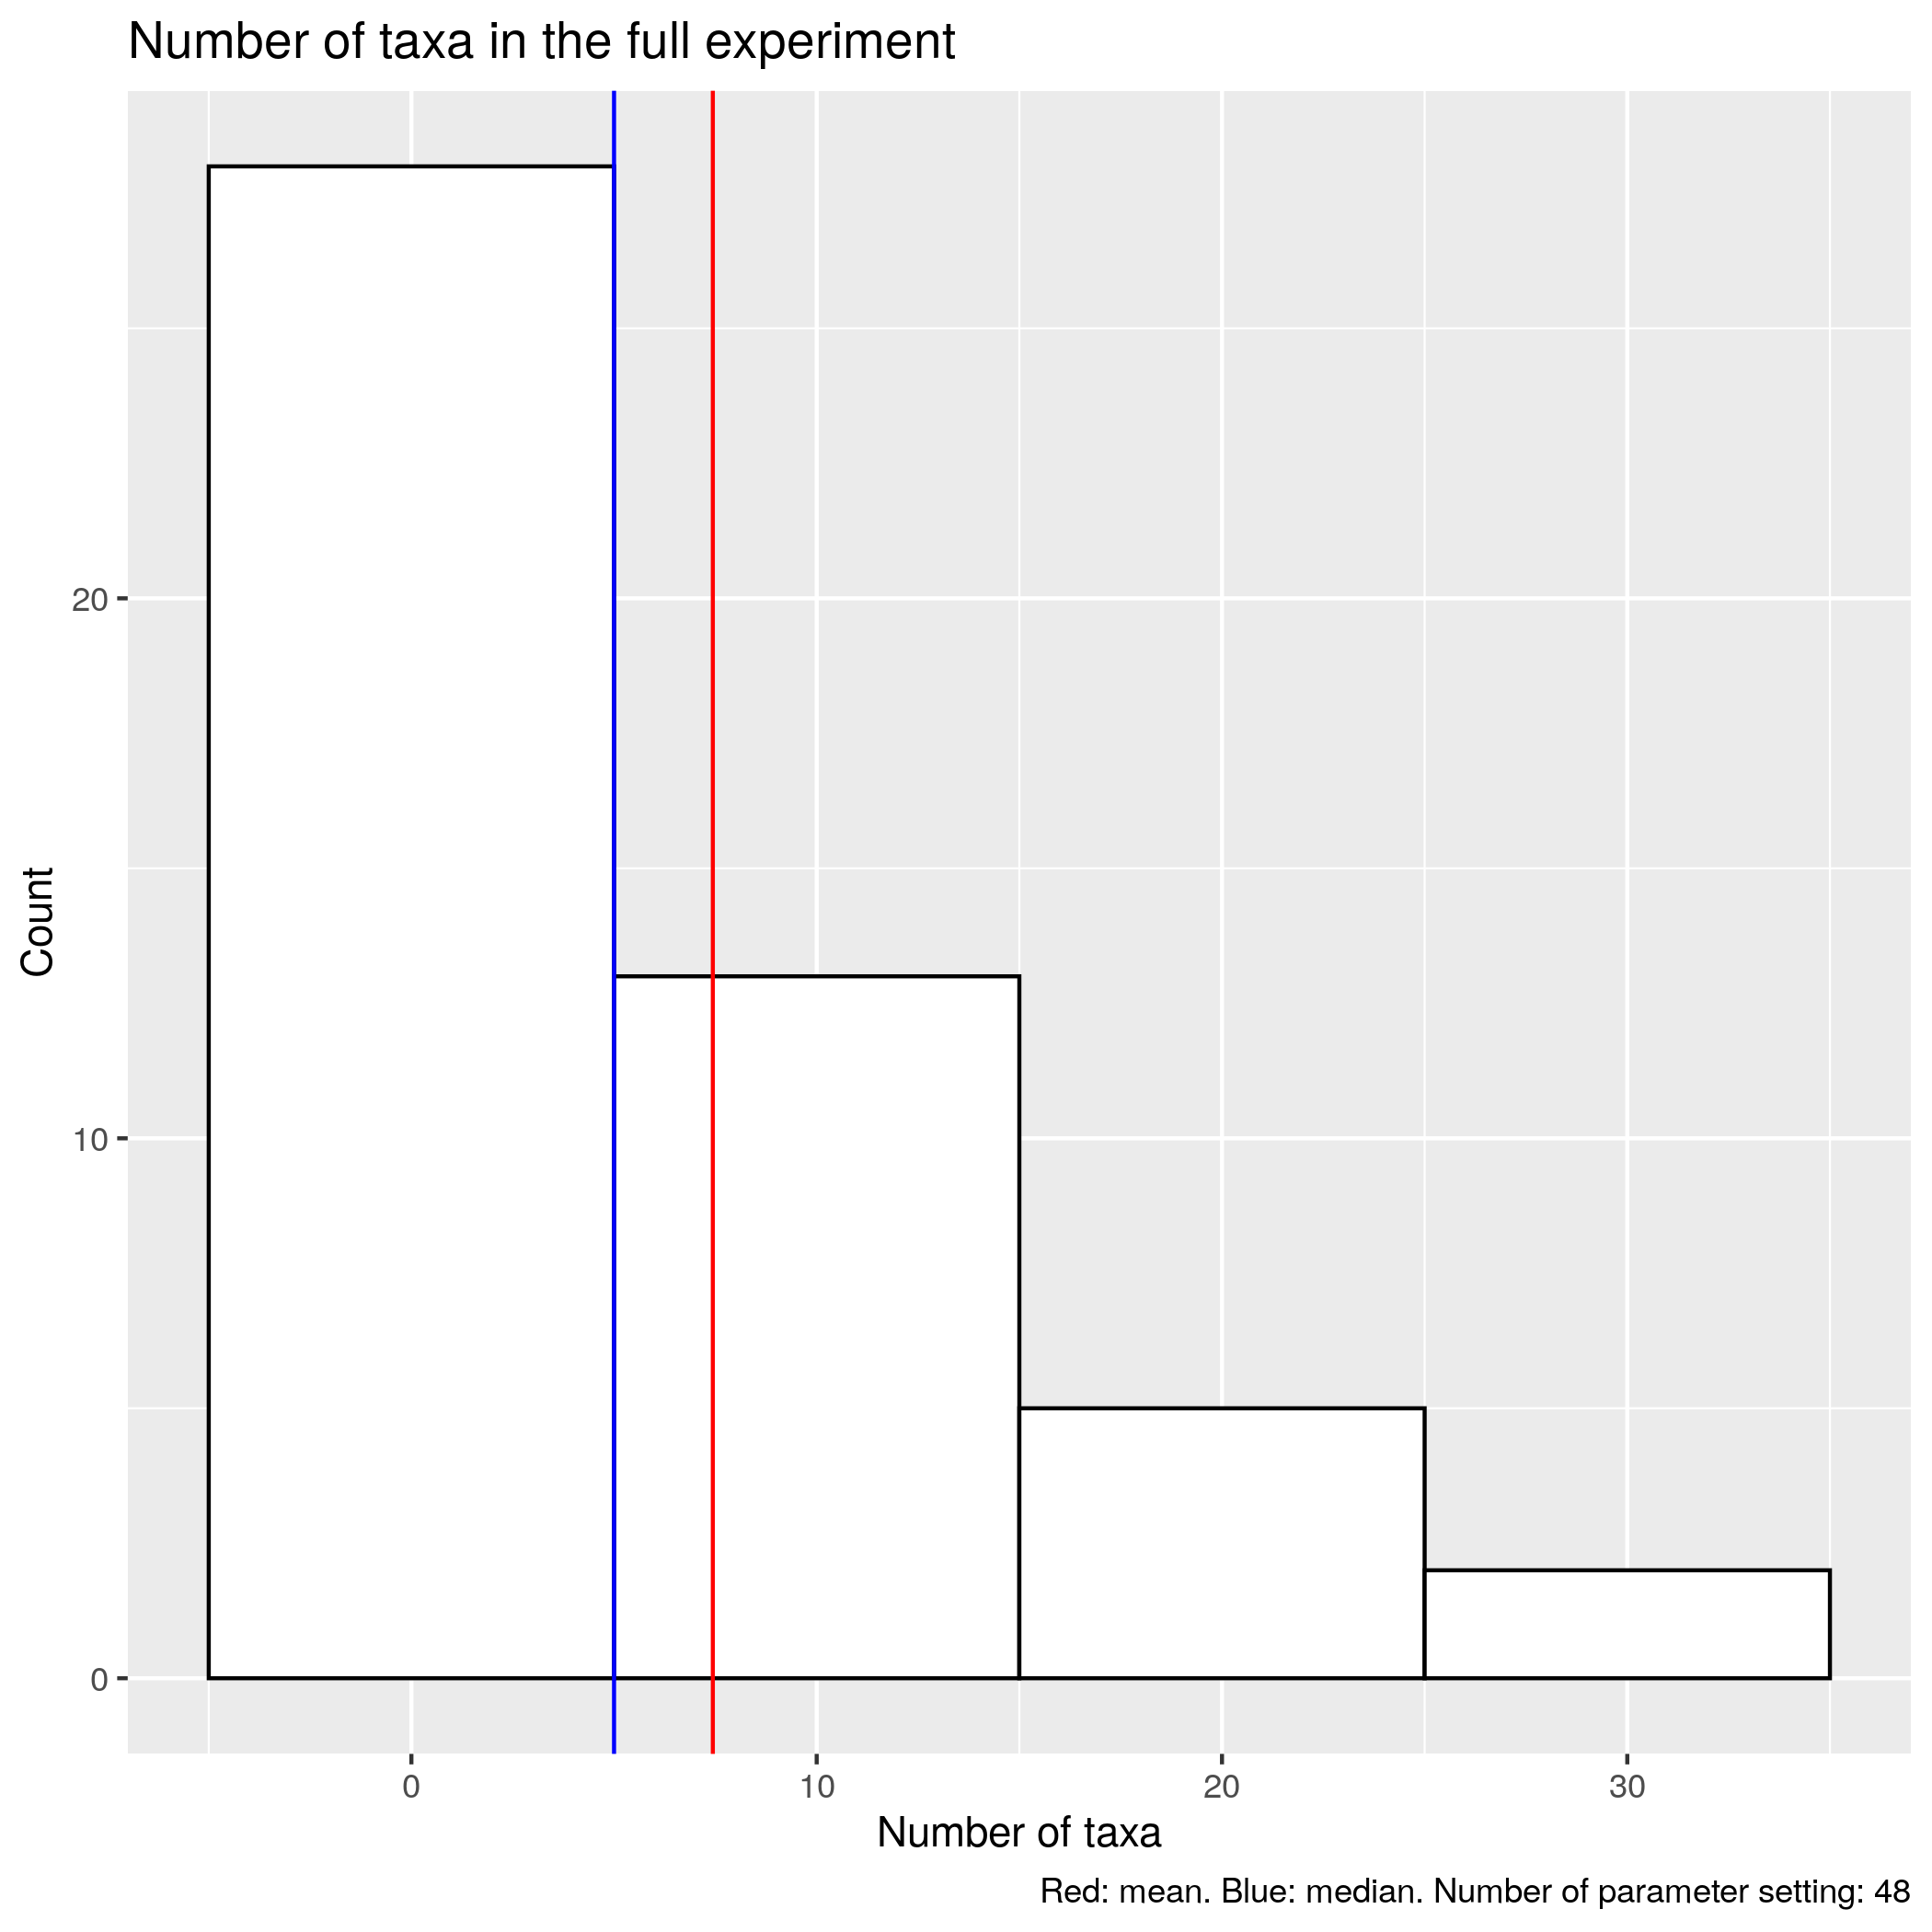 Number of taxa in the full experiment
Count
20
10
0
0 10 20 30
Number of taxa
Red: mean. Blue: median. Number of parameter setting: 48